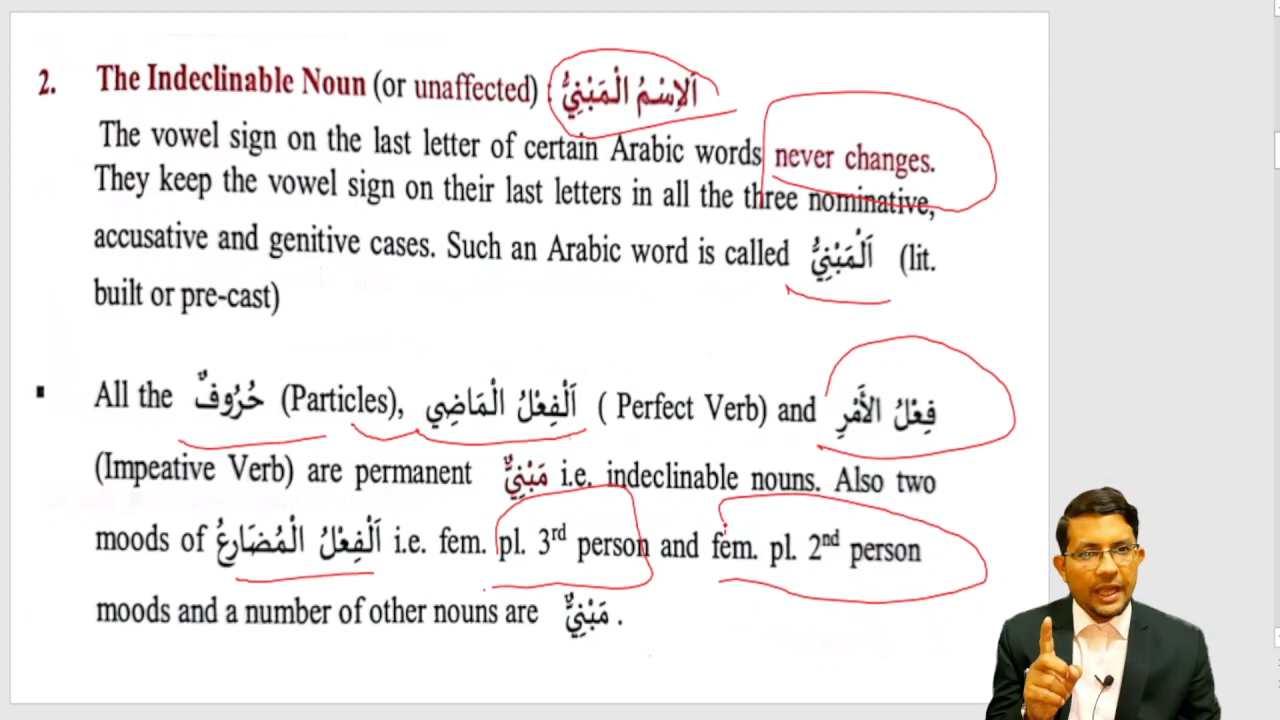 2. The Indeclinable Noun (or unaffected) : اَلاِسْمُ الْمَبْنِيُّ
The vowel sign on the last letter of certain Arabic words never changes.
They keep the vowel sign on their last letters in all the three nominative,
accusative and genitive cases. Such an Arabic word is called اَلْمَبْنِيُّ (lit.
built or pre-cast)
▪ All the حُرُوفٌ (Particles), اَلْفِعْلُ الْمَاضِي ( Perfect Verb) and فِعْلُ الأَمْرِ
(Impeative Verb) are permanent مَبْنِيٌّ i.e. indeclinable nouns. Also two
moods of اَلْفِعْلُ الْمُضَارِعُ i.e. fem. pl. 3rd person and fem. pl. 2nd person
moods and a number of other nouns are مَبْنِيٌّ .